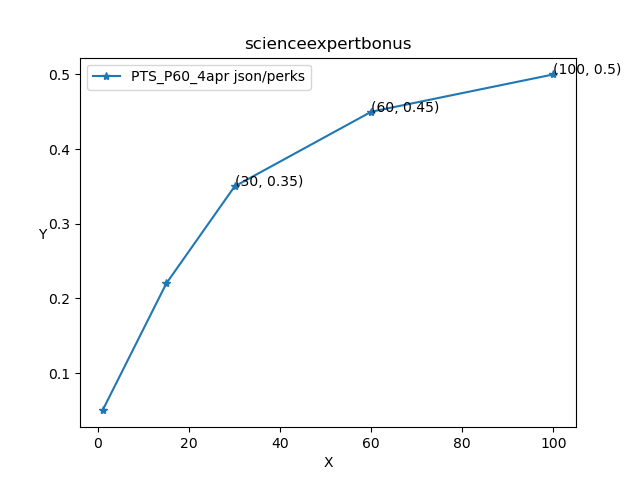 scienceexpertbonus
PTS_P60_4apr json/perks
(100, 0.5)
(60, 0.45)
(30, 0.35)
0.5
0.4
0.3
0.2
0.1
Y
0 20 40 60 80 100
X